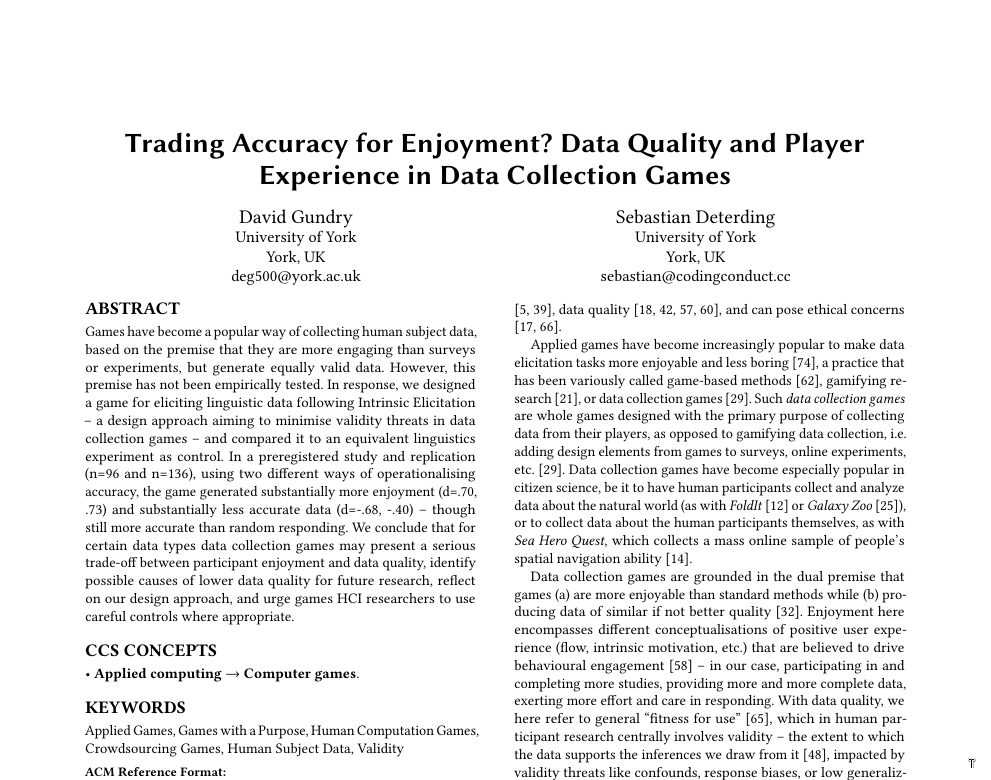 Trading Accuracy for Enjoyment? Data Quality and Player
Experience in Data Collection Games
David Gundry
University of York
York, UK
deg500@york.ac.uk
Sebastian Deterding
University of York
York, UK
sebastian@codingconduct.cc
ABSTRACT
Games have become a popular way of collecting human subject data,
based on the premise that they are more engaging than surveys
or experiments, but generate equally valid data. However, this
premise has not been empirically tested. In response, we designed
a game for eliciting linguistic data following Intrinsic Elicitation
– a design approach aiming to minimise validity threats in data
collection games – and compared it to an equivalent linguistics
experiment as control. In a preregistered study and replication
(n=96 and n=136), using two different ways of operationalising
accuracy, the game generated substantially more enjoyment (d=.70,
.73) and substantially less accurate data (d=-.68, -.40) – though
still more accurate than random responding. We conclude that for
certain data types data collection games may present a serious
trade-off between participant enjoyment and data quality, identify
possible causes of lower data quality for future research, reflect
on our design approach, and urge games HCI researchers to use
careful controls where appropriate.
CCS CONCEPTS
• Applied computing → Computer games.
KEYWORDS
Applied Games, Games with a Purpose, Human Computation Games,
Crowdsourcing Games, Human Subject Data, Validity
ACM Reference Format:
[5, 39], data quality [18, 42, 57, 60], and can pose ethical concerns
[17, 66].
Applied games have become increasingly popular to make data
elicitation tasks more enjoyable and less boring [74], a practice that
has been variously called game-based methods [62], gamifying re-
search [21], or data collection games [29]. Such data collection games
are whole games designed with the primary purpose of collecting
data from their players, as opposed to gamifying data collection, i.e.
adding design elements from games to surveys, online experiments,
etc. [29]. Data collection games have become especially popular in
citizen science, be it to have human participants collect and analyze
data about the natural world (as with FoldIt [12] or Galaxy Zoo [25]),
or to collect data about the human participants themselves, as with
Sea Hero Quest, which collects a mass online sample of people's
spatial navigation ability [14].
Data collection games are grounded in the dual premise that
games (a) are more enjoyable than standard methods while (b) pro-
ducing data of similar if not better quality [32]. Enjoyment here
encompasses different conceptualisations of positive user expe-
rience (flow, intrinsic motivation, etc.) that are believed to drive
behavioural engagement [58] – in our case, participating in and
completing more studies, providing more and more complete data,
exerting more effort and care in responding. With data quality, we
here refer to general “fitness for use” [65], which in human par-
ticipant research centrally involves validity – the extent to which
the data supports the inferences we draw from it [48], impacted by
validity threats like confounds, response biases, or low generaliz-